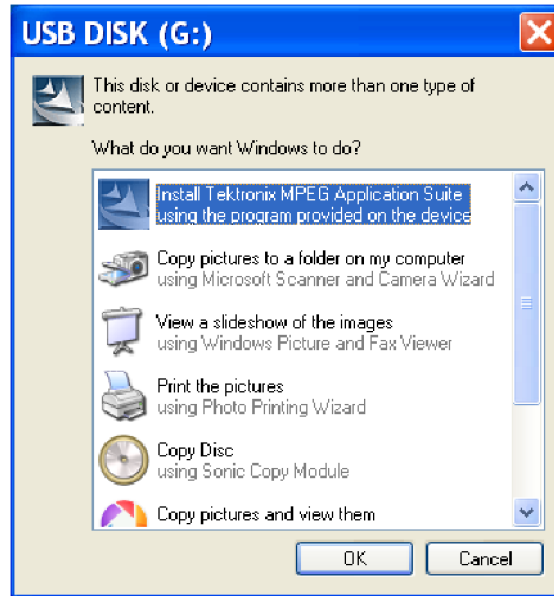 USB DISK (G:)
This disk or device contains more than one type of
content.
What do you want Windows to do?
Install Tektronix MPEG Application Suite
using the program provided on the device
Copy pictures to a folder on my computer
using Microsoft Scanner and Camera Wizard
View a slideshow of the images
using Windows Picture and Fax Viewer
Print the pictures
using Photo Printing Wizard
Copy Disc
using Sonic Copy Module
Copy pictures and view them
OK
Cancel